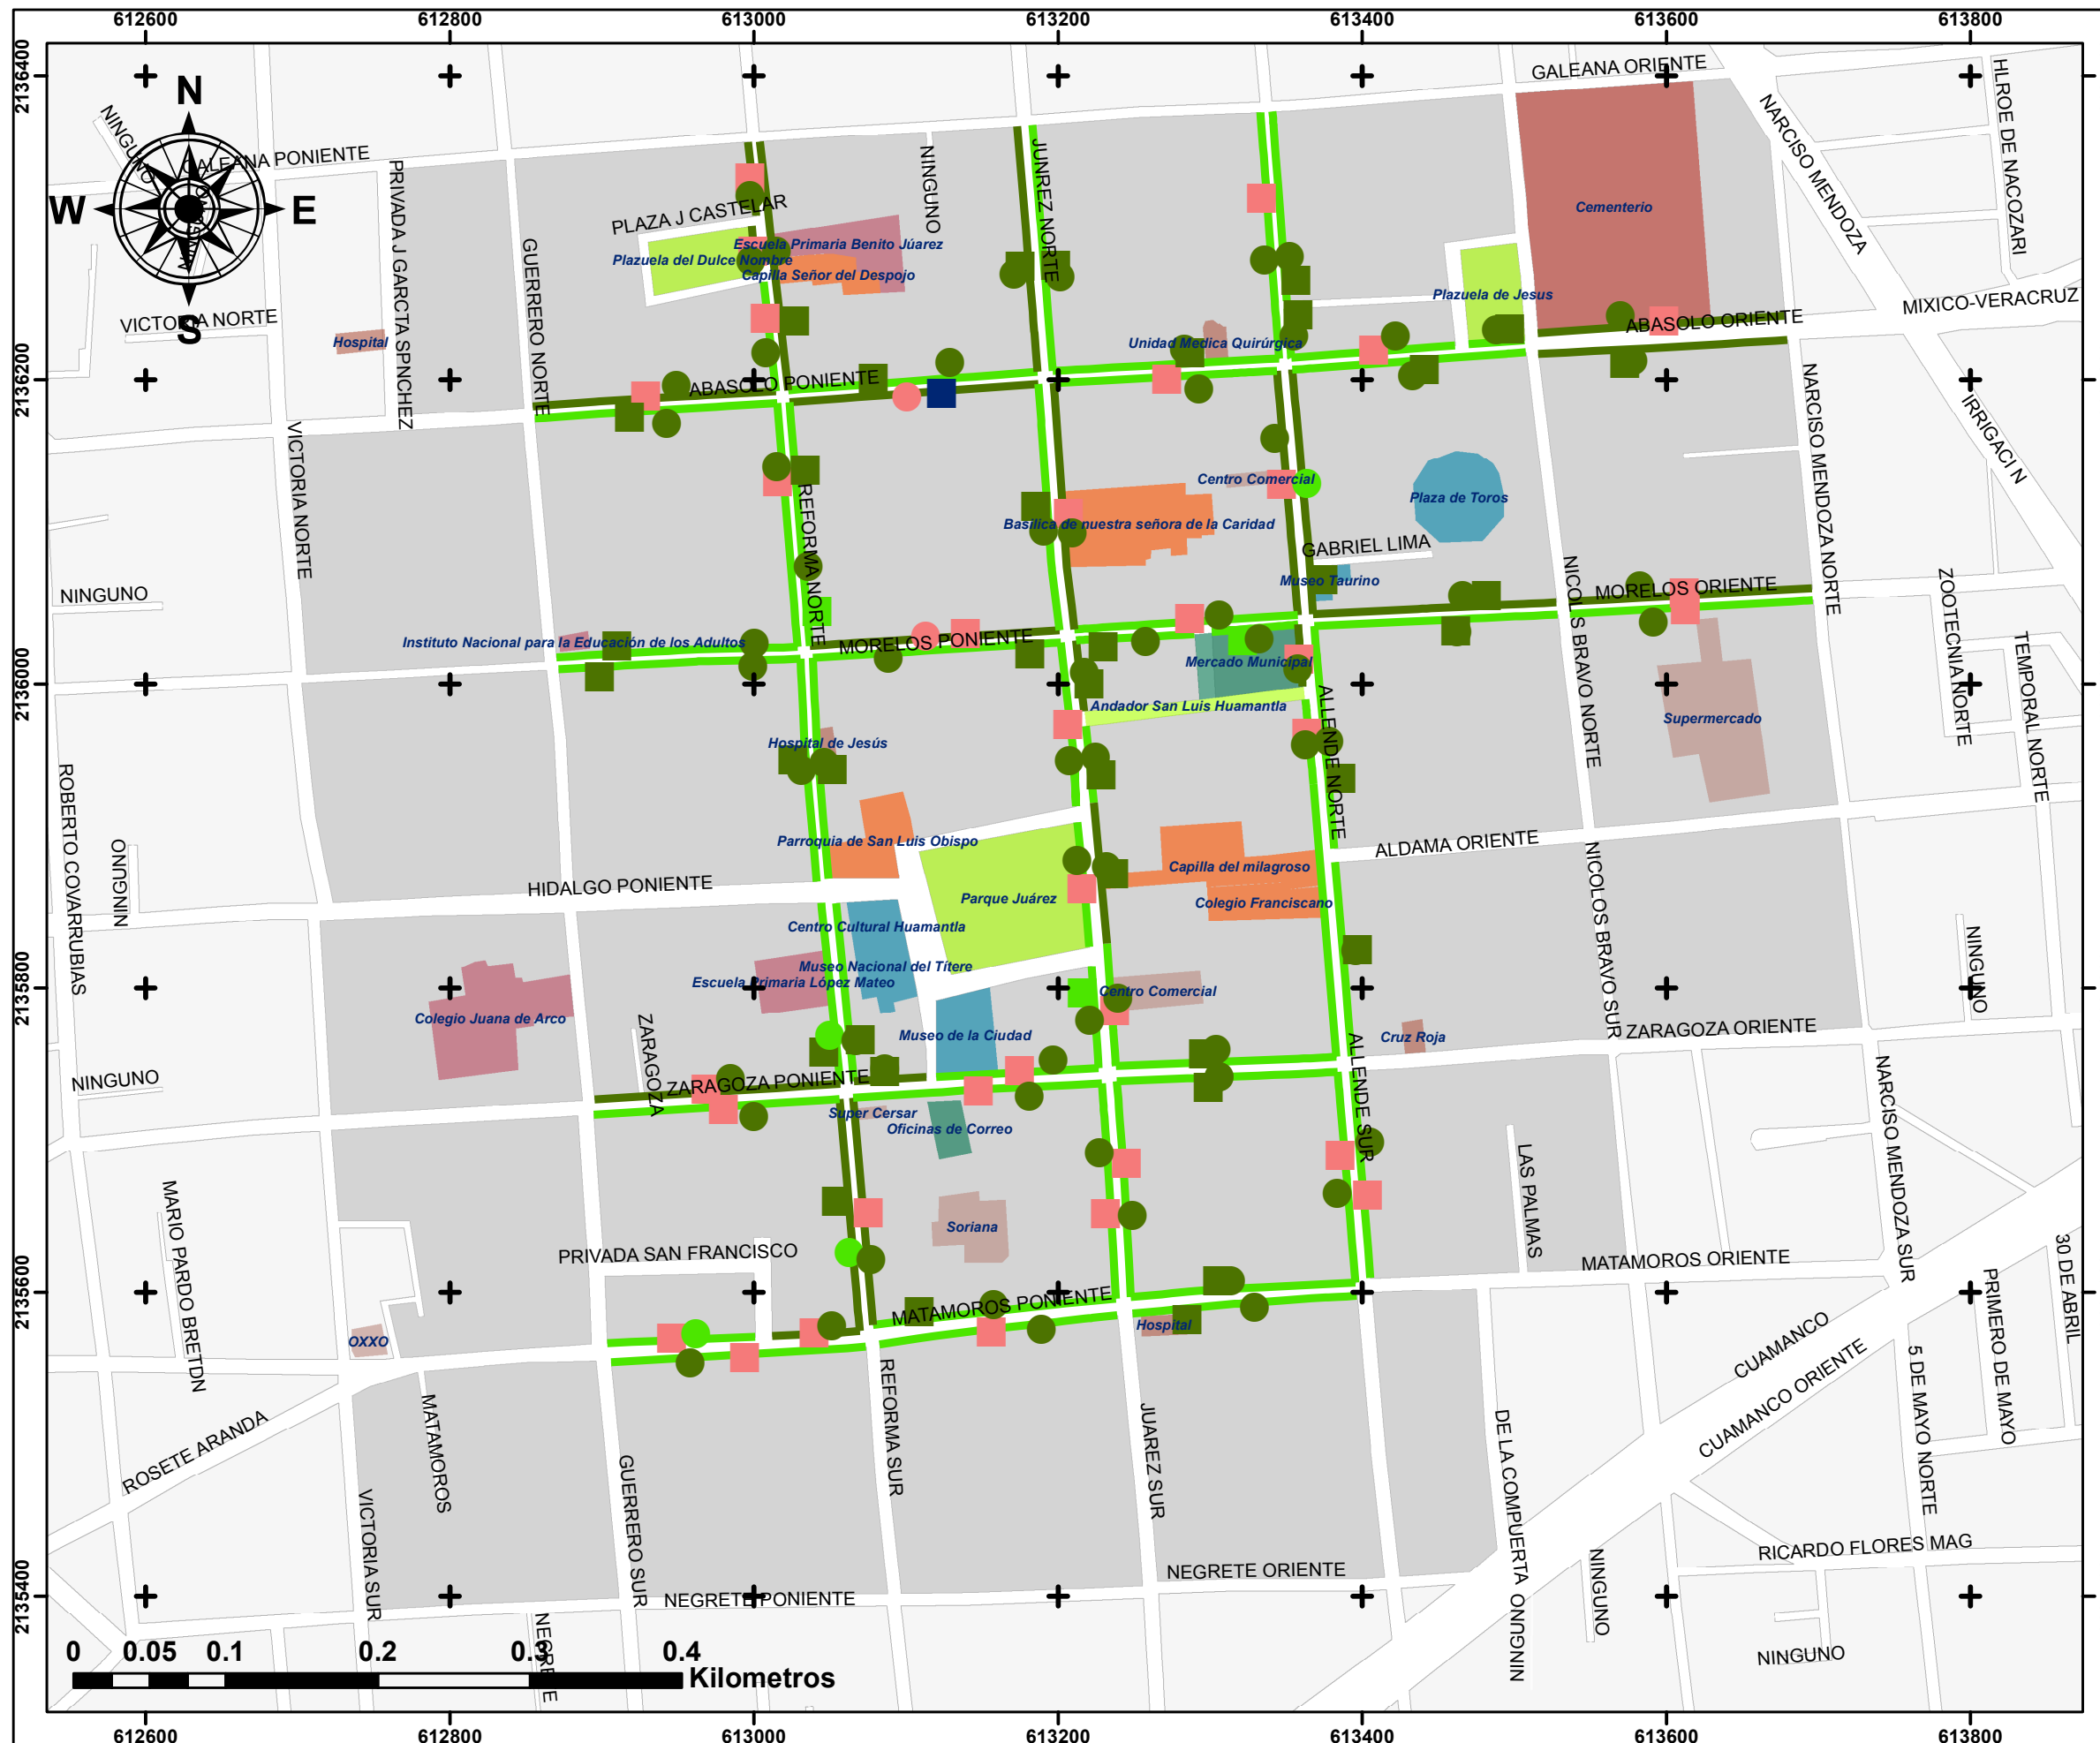 612600 612800 613000 613200 613400 613600 613800
2136400
2136200
2136000
2135800
2135600
2135400
N
W E
S
GALEANA ORIENTE
HLROE DE NACOZARI
NARCISO MENDOZA
NINGUNO
GALEANA PONIENTE
PRIVADA J GARCTA SPNCHEZ
NINGUNO
JUNREZ NORTE
PLAZA J CASTELAR
Cementerio
GUERRERO NORTE
Escuela Primaria Benito Júarez
Plazuela del Dulce Nombre
Capilla Señor del Despojo
Plazuela de Jesus
MIXICO-VERACRUZ
VICTORIA NORTE
Hospital
Unidad Medica Quirúrgica
ABASOLO ORIENTE
ABASOLO PONIENTE
NARCISO MENDOZA NORTE
IRRIGACI N
VICTORIA NORTE
REFORMA NORTE
Centro Comercial
Plaza de Toros
Basilica de nuestra señora de la Caridad
GABRIEL LIMA
Museo Taurino
NICOLS BRAVO NORTE
MORELOS ORIENTE
ZOOTECNIA NORTE
NINGUNO
Instituto Nacional para la Educación de los Adultos
MORELOS PONIENTE
Mercado Municipal
TEMPORAL NORTE
Andador San Luis Huamantla
ALLENDE NORTE
Supermercado
Hospital de Jesús
ROBERTO COVARRUBIAS
NINGUNO
Parroquia de San Luis Obispo
ALDAMA ORIENTE
NICOLOS BRAVO SUR
Capilla del milagroso
HIDALGO PONIENTE
Parque Juárez
Colegio Franciscano
Centro Cultural Huamantla
NINGUNO
Museo Nacional del Títere
Escuela Primaria López Mateo
Centro Comercial
Colegio Juana de Arco
ZARAGOZA
Museo de la Ciudad
ALLENDE SUR
Cruz Roja
ZARAGOZA ORIENTE
NINGUNO
ZARAGOZA PONIENTE
NARCISO MENDOZA SUR
Super Cersar
Oficinas de Correo
LAS PALMAS
MARIO PARDO BRETDN
Soriana
PRIVADA SAN FRANCISCO
MATAMOROS ORIENTE
30 DE ABRIL
PRIMERO DE MAYO
MATAMOROS PONIENTE
Hospital
OXXO
CUAMANCO
CUAMANCO ORIENTE
5 DE MAYO NORTE
REFORMA SUR
MATAMOROS
JUAREZ SUR
DE LA COMPUERTA
ROSETE ARANDA
GUERRERO SUR
VICTORIA SUR
RICARDO FLORES MAG
NEGRETE ORIENTE
NINGUNO
NEGRETE PONIENTE
NINGUNO
NINGUNO
NEGRETE
0 0.05 0.1 0.2 0.3 0.4
Kilometros
612600 612800 613000 613200 613400 613600 613800